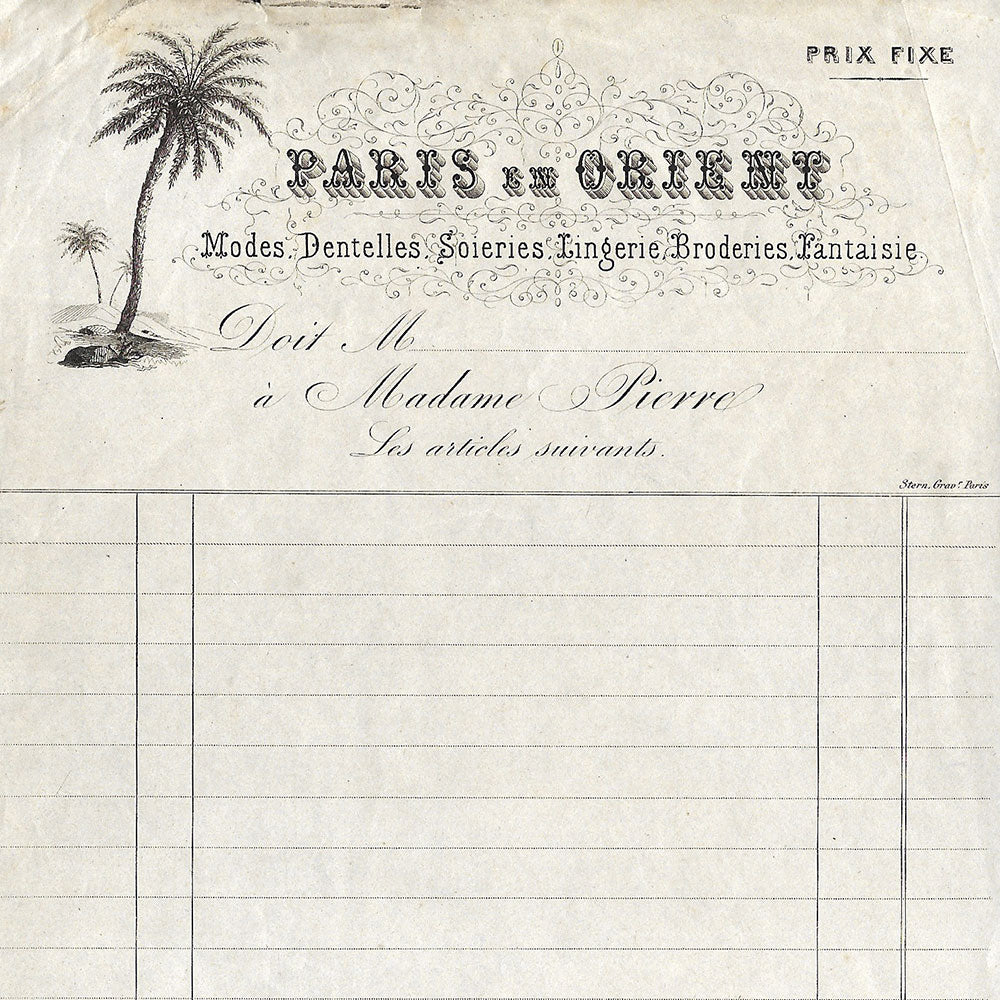 PRIX FIXE
PARIS EN ORIENT
Modes, Dentelles, Soieries, Lingerie, Broderies, Fantaisie.
Doit M
à Madame Pierre
Les articles suivants.
Stern, Gravr. Paris